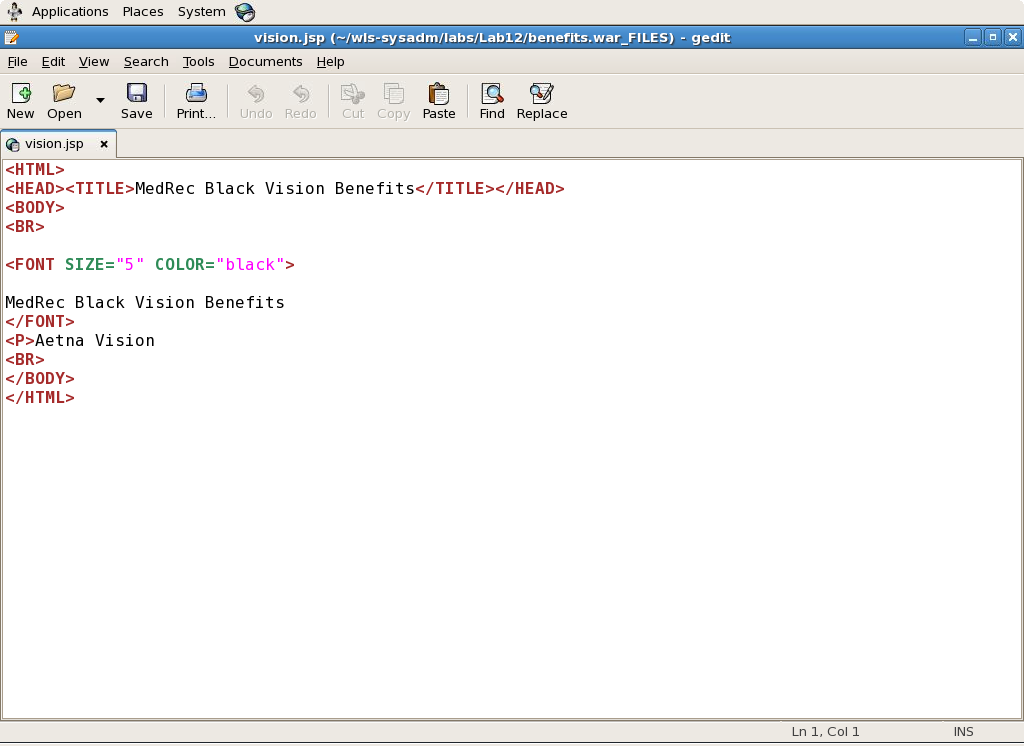 Applications Places System
vision.jsp (~/wls-sysadm/labs/Lab12/benefits.war_FILES) - gedit
File Edit View Search Tools Documents Help
New Open Save Print... Undo Redo Cut Copy Paste Find Replace
vision.jsp
<HTML>
<HEAD><TITLE>MedRec Black Vision Benefits</TITLE></HEAD>
<BODY>
<BR>
<FONT SIZE="5" COLOR="black">
MedRec Black Vision Benefits
</FONT>
<P>Aetna Vision
<BR>
</BODY>
</HTML>
Ln 1, Col 1 INS